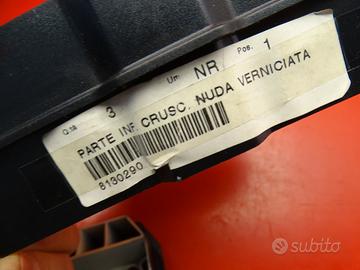 Q.tà 3 Um NR Pos. 1
PARTE INF. CRUSC. NUDA VERNICIATA
8130290
subito